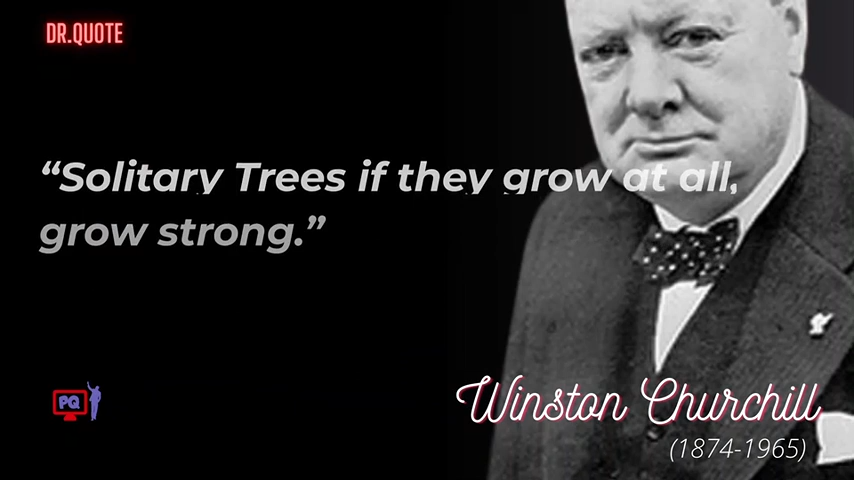 DR.QUOTE
“Solitary Trees if they grow at all,
grow strong.”
PQ
Winston Churchill
(1874-1965)